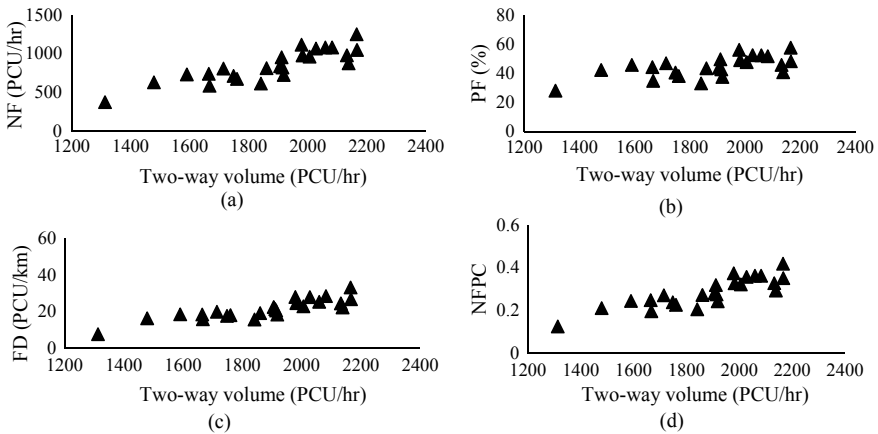 NF (PCU/hr)
1500
1000
500
0
1200 1400 1600 1800 2000 2200 2400
Two-way volume (PCU/hr)
(a)
PF (%)
80
60
40
20
0
1200 1400 1600 1800 2000 2200 2400
Two-way volume (PCU/hr)
(b)
FD (PCU/km)
60
40
20
0
1200 1400 1600 1800 2000 2200 2400
Two-way volume (PCU/hr)
(c)
NFPC
0.6
0.4
0.2
0
1200 1400 1600 1800 2000 2200 2400
Two-way volume (PCU/hr)
(d)